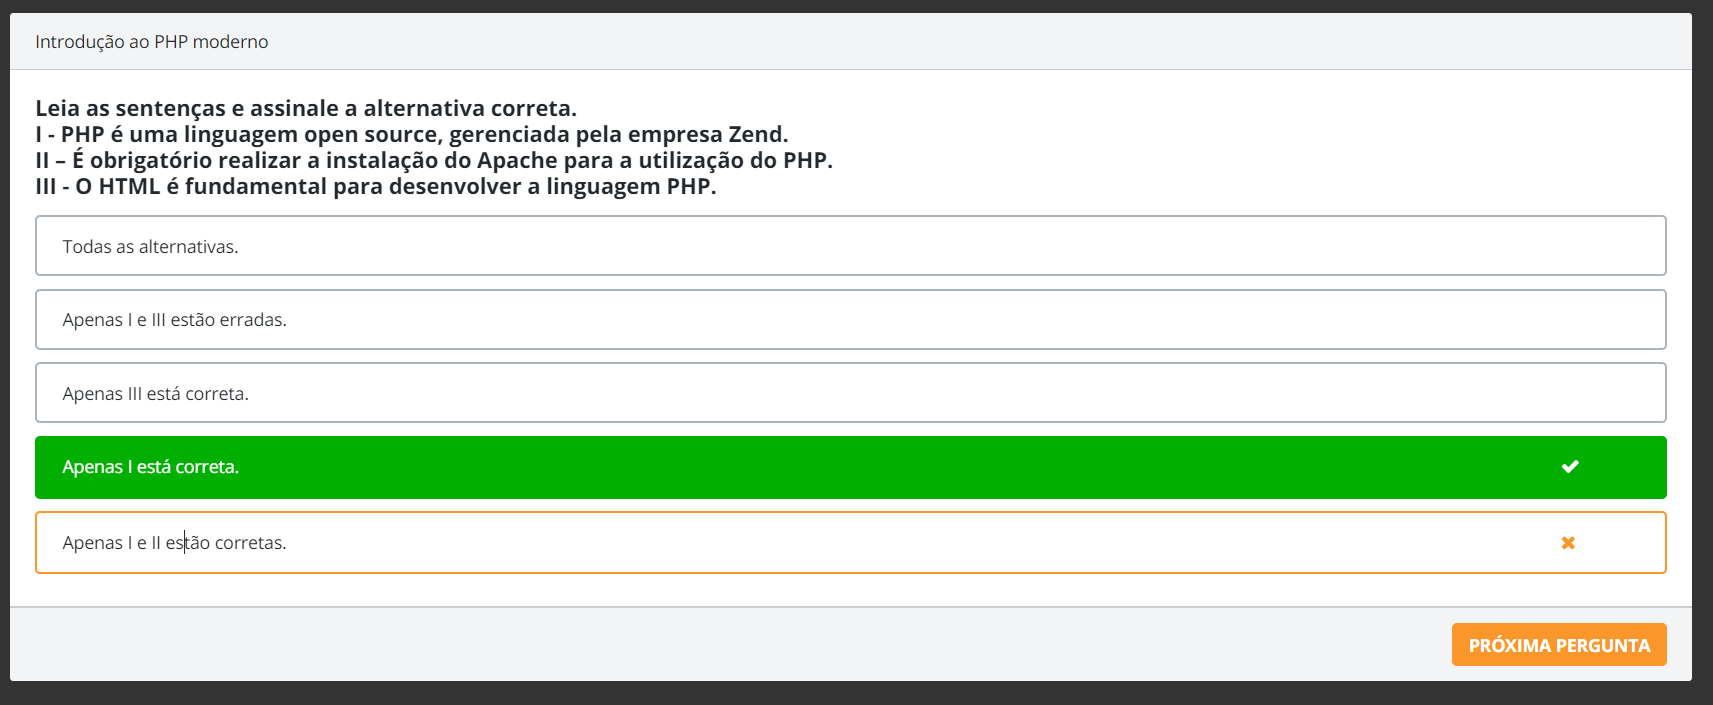 Introdução ao PHP moderno
Leia as sentenças e assinale a alternativa correta.
I - PHP é uma linguagem open source, gerenciada pela empresa Zend.
II – É obrigatório realizar a instalação do Apache para a utilização do PHP.
III - O HTML é fundamental para desenvolver a linguagem PHP.
Todas as alternativas.
Apenas I e III estão erradas.
Apenas III está correta.
Apenas I está correta.
Apenas I e II estão corretas.
PRÓXIMA PERGUNTA